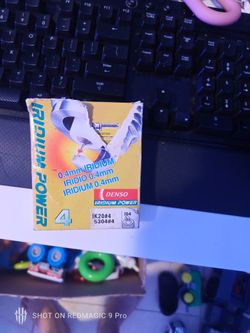 IRIDIUM POWER
4
0.4mm IRIDIUM
IRIDIO 0.4mm
IRIDIUM 0.4mm
DENSO
IRIDIUM POWER
IK20#4
5304#4
SHOT ON REDMAGIC 9 Pro